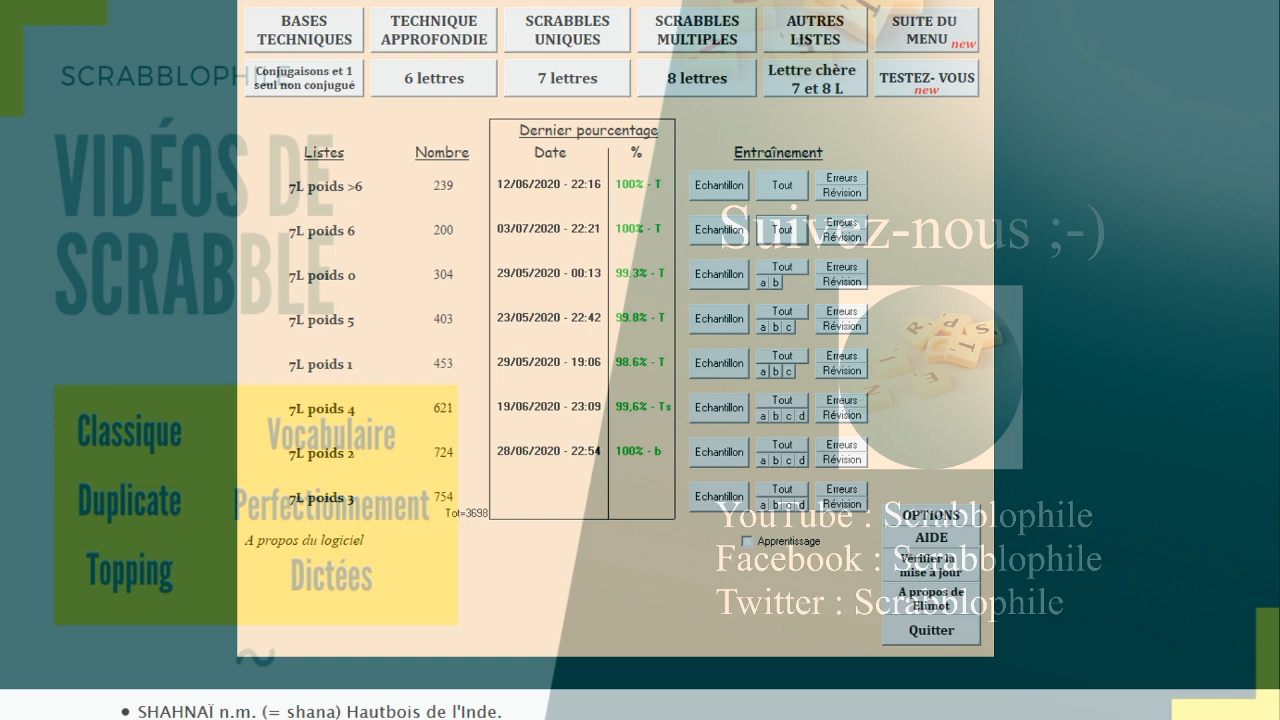 BASES TECHNIQUES
TECHNIQUE APPROFONDIE
SCRABBLES UNIQUES
SCRABBLES MULTIPLES
AUTRES LISTES
SUITE DU MENU new
Conjugaisons et 1 seul non conjugué
6 lettres
7 lettres
8 lettres
Lettre chère 7 et 8 L
TESTEZ- VOUS new
SCRABBLOPHILE
VIDÉOS DE
SCRABBLE
Dernier pourcentage
Listes Nombre Date % Entraînement
7L poids >6 239 12/06/2020 - 22:16 100% - T Echantillon Tout Erreurs Révision
7L poids 6 200 03/07/2020 - 22:21 100% - T Echantillon Tout Erreurs Révision
7L poids 0 304 29/05/2020 - 00:13 99.3% - T Echantillon Tout a b Erreurs Révision
7L poids 5 403 23/05/2020 - 22:42 99.8% - T Echantillon Tout a b c Erreurs Révision
7L poids 1 453 29/05/2020 - 19:06 98.6% - T Echantillon Tout a b c Erreurs Révision
7L poids 4 621 19/06/2020 - 23:09 99,6% - Ts Echantillon Tout a b c d Erreurs Révision
7L poids 2 724 28/06/2020 - 22:54 100% - b Echantillon Tout a b c d Erreurs Révision
7L poids 3 754 Echantillon Tout a b c d Erreurs Révision
Tot=3698
A propos du logiciel
Apprentissage
OPTIONS
AIDE
Vérifier la mise à jour
A propos de Elimot
Quitter
Classique
Duplicate
Topping
Vocabulaire
Perfectionnement
Dictées
~
Suivez-nous ;-)
YouTube : Scrabblophile
Facebook : Scrabblophile
Twitter : Scrabblophile
• SHAHNAÏ n.m. (= shana) Hautbois de l'Inde.